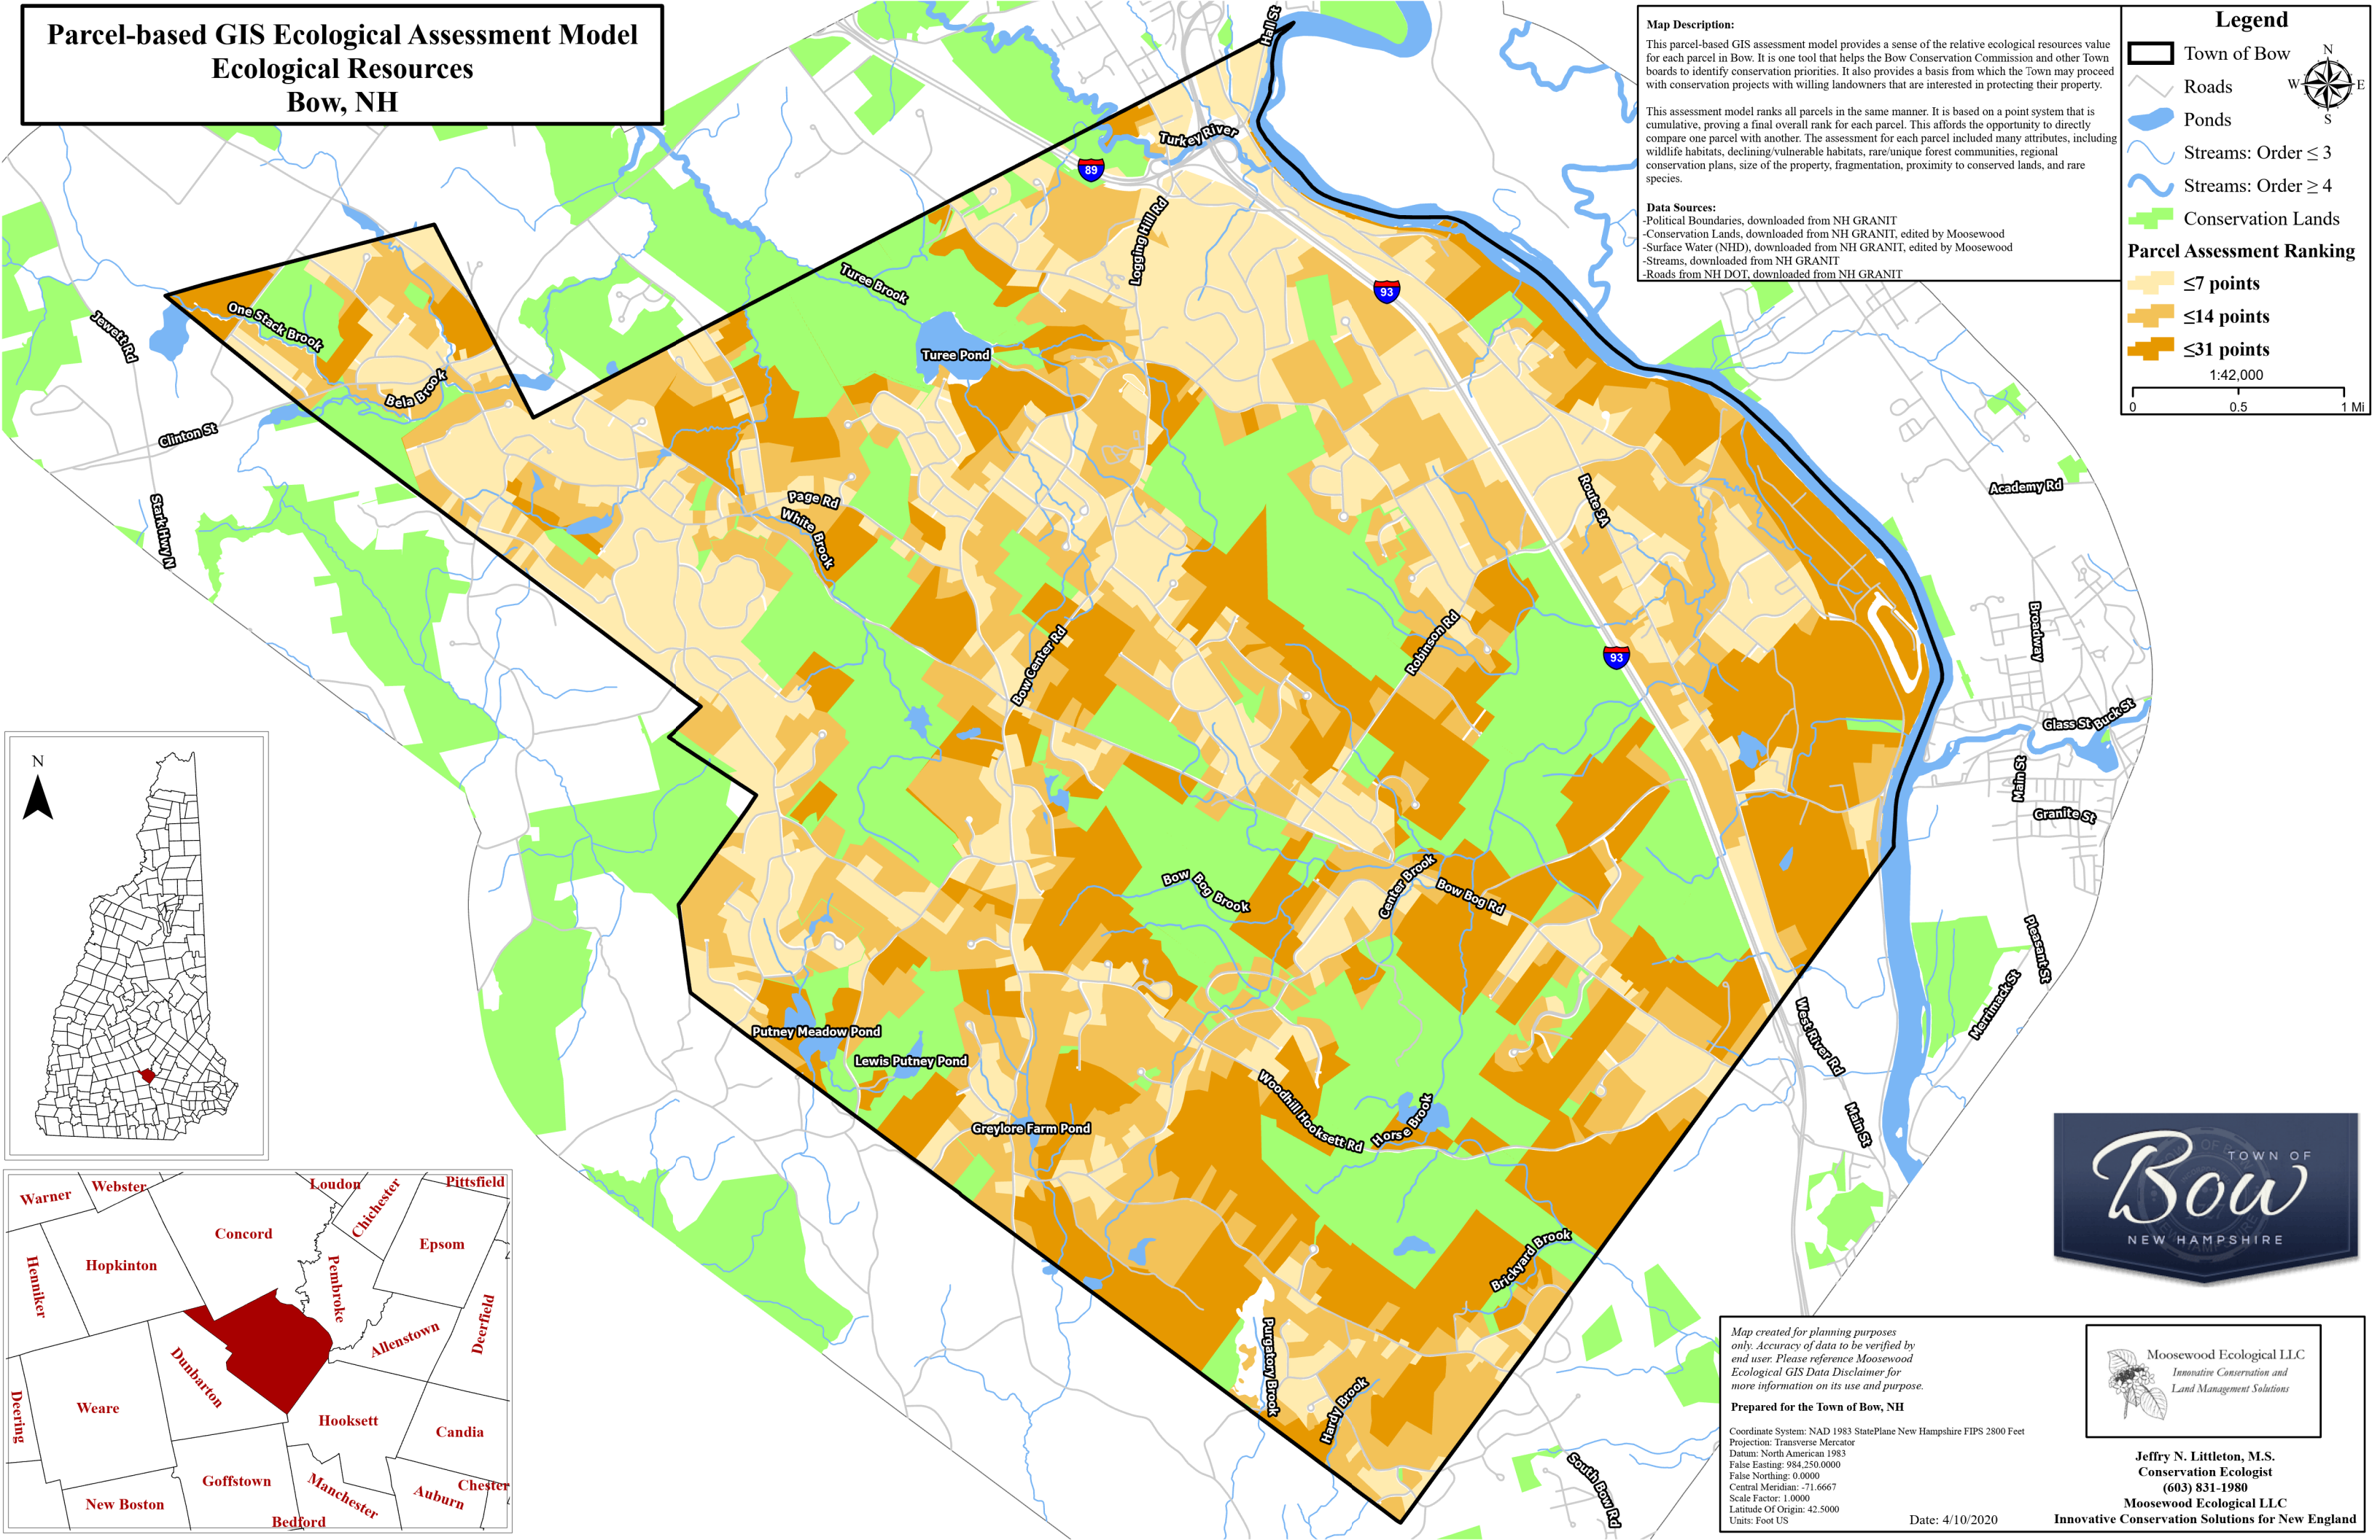 Parcel-based GIS Ecological Assessment Model
Ecological Resources
Bow, NH
Map Description:
This parcel-based GIS assessment model provides a sense of the relative ecological resources value
for each parcel in Bow. It is one tool that helps the Bow Conservation Commission and other Town
boards to identify conservation priorities. It also provides a basis from which the Town may proceed
with conservation projects with willing landowners that are interested in protecting their property.
This assessment model ranks all parcels in the same manner. It is based on a point system that is
cumulative, proving a final overall rank for each parcel. This affords the opportunity to directly
compare one parcel with another. The assessment for each parcel included many attributes, including
wildlife habitats, declining/vulnerable habitats, rare/unique forest communities, regional
conservation plans, size of the property, fragmentation, proximity to conserved lands, and rare
species.
Data Sources:
-Political Boundaries, downloaded from NH GRANIT
-Conservation Lands, downloaded from NH GRANIT, edited by Moosewood
-Surface Water (NHD), downloaded from NH GRANIT, edited by Moosewood
-Streams, downloaded from NH GRANIT
-Roads from NH DOT, downloaded from NH GRANIT
Legend
Town of Bow
Roads
Ponds
Streams: Order ≤ 3
Streams: Order ≥ 4
Conservation Lands
Parcel Assessment Ranking
≤7 points
≤14 points
≤31 points
1:42,000
0 0.5 1 Mi
N
W E
S
Hall St
Turkey River
89
Logging Hill Rd
93
Turee Brook
Turee Pond
One Stack Brook
Jewett Rd
Bela Brook
Clinton St
Stark Hwy N
Page Rd
White Brook
Route 3A
Academy Rd
Bow Center Rd
Robinson Rd
93
Broadway
Glass St
Buck St
Main St
Granite St
Bow Bog Brook
Center Brook
Bow Bog Rd
Pleasant St
Merrimack St
West River Rd
Main St
Putney Meadow Pond
Lewis Putney Pond
Greylore Farm Pond
Woodhill Hooksett Rd
Horse Brook
Brickyard Brook
Purgatory Brook
Hardy Brook
South Bow Rd
N
Warner
Webster
Loudon
Chichester
Pittsfield
Concord
Epsom
Hopkinton
Henniker
Pembroke
Deerfield
Allenstown
Dunbarton
Weare
Deering
Hooksett
Candia
Goffstown
Manchester
Auburn
Chester
New Boston
Bedford
TOWN OF
Bow
NEW HAMPSHIRE
Map created for planning purposes
only. Accuracy of data to be verified by
end user. Please reference Moosewood
Ecological GIS Data Disclaimer for
more information on its use and purpose.
Prepared for the Town of Bow, NH
Coordinate System: NAD 1983 StatePlane New Hampshire FIPS 2800 Feet
Projection: Transverse Mercator
Datum: North American 1983
False Easting: 984,250.0000
False Northing: 0.0000
Central Meridian: -71.6667
Scale Factor: 1.0000
Latitude Of Origin: 42.5000
Units: Foot US
Date: 4/10/2020
Moosewood Ecological LLC
Innovative Conservation and
Land Management Solutions
Jeffry N. Littleton, M.S.
Conservation Ecologist
(603) 831-1980
Moosewood Ecological LLC
Innovative Conservation Solutions for New England